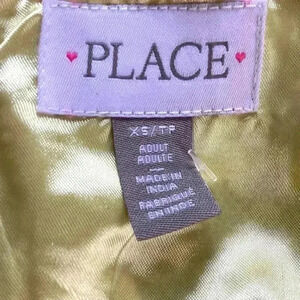 PLACE
XS/TP
ADULT
ADULTE
MADE IN
INDIA
FABRIQUÉ
EN INDE